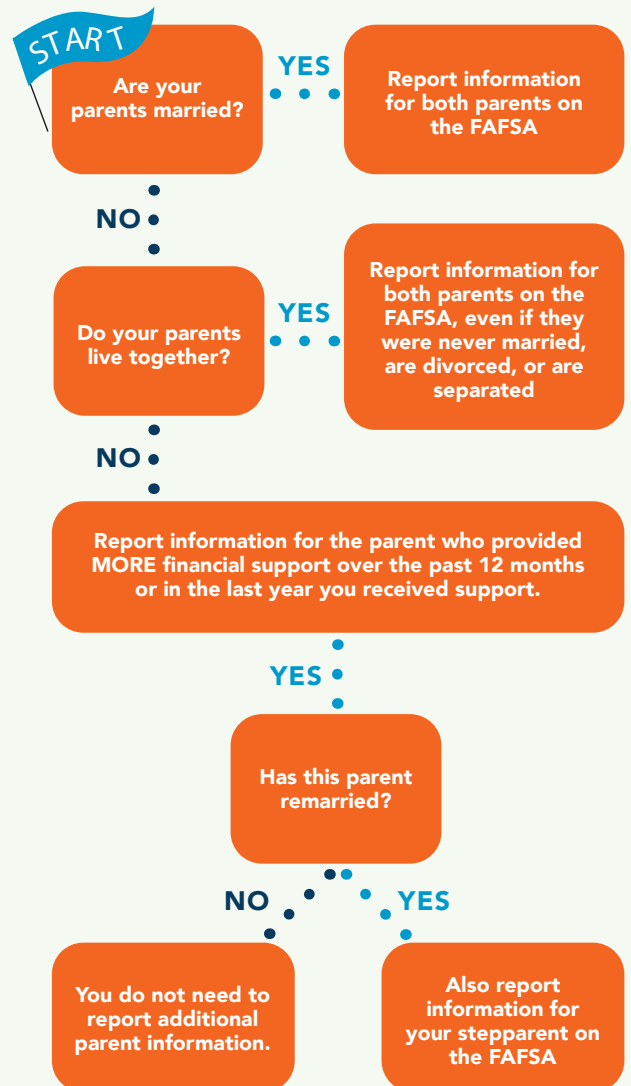 START
Are your
parents married?
YES
Report information
for both parents on
the FAFSA
NO
Do your parents
live together?
YES
Report information for
both parents on the
FAFSA, even if they
were never married,
are divorced, or are
separated
NO
Report information for the parent who provided
MORE financial support over the past 12 months
or in the last year you received support.
YES
Has this parent
remarried?
NO
YES
You do not need to
report additional
parent information.
Also report
information for
your stepparent on
the FAFSA